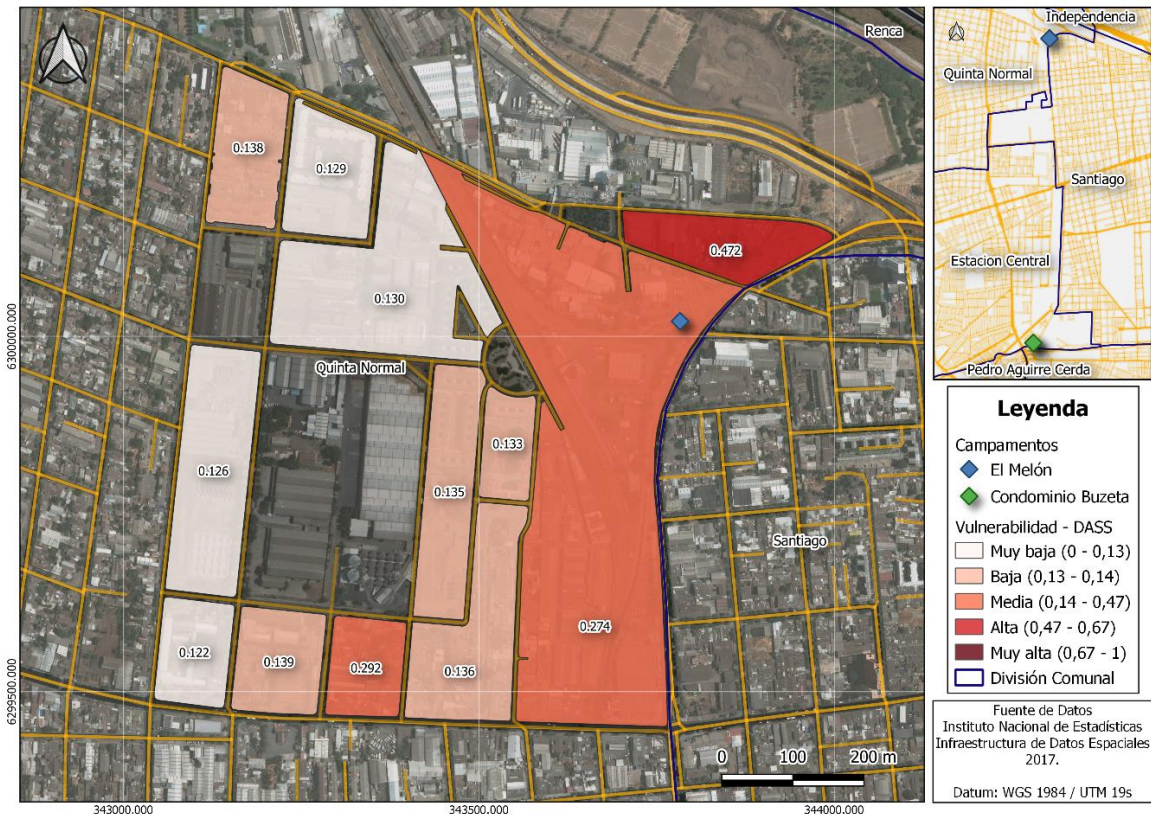 Renca
0.138
0.129
0.472
0.130
Quinta Normal
0.133
0.126
0.135
Santiago
0.274
0.122
0.139
0.292
0.136
0 100 200 m
6300000.000
6299500.000
343000.000
343500.000
344000.000
Independencia
Quinta Normal
Santiago
Estacion Central
Pedro Aguirre Cerda
Leyenda
Campamentos
El Melón
Condominio Buzeta
Vulnerabilidad - DASS
Muy baja (0 - 0,13)
Baja (0,13 - 0,14)
Media (0,14 - 0,47)
Alta (0,47 - 0,67)
Muy alta (0,67 - 1)
División Comunal
Fuente de Datos
Instituto Nacional de Estadísticas
Infraestructura de Datos Espaciales
2017.
Datum: WGS 1984 / UTM 19s